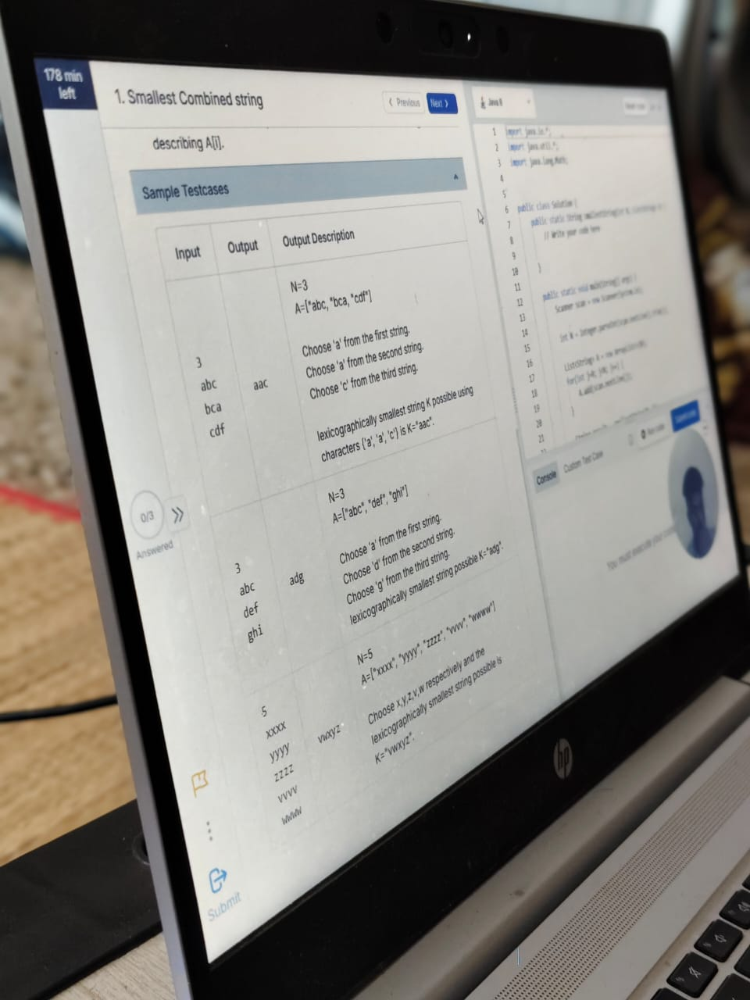 178 min
left
1. Smallest Combined string
Previous
Next
describing A[i].
Sample Testcases
Input
Output
Output Description
3
abc
bca
cdf
aac
N=3
A=["abc, "bca, "cdf"]
Choose 'a' from the first string.
Choose 'a' from the second string.
Choose 'c' from the third string.
lexicographically smallest string K possible using
characters {'a', 'a', 'c'} is K="aac".
3
abc
def
ghi
adg
N=3
A=["abc", "def", "ghi"]
Choose 'a' from the first string.
Choose 'd' from the second string.
Choose 'g' from the third string.
lexicographically smallest string possible K="adg".
5
xxxx
yyyy
zzzz
vvvv
wwww
vwxyz
N=5
A=["xxxx", "yyyy", "zzzz", "vvvv", "wwww"]
Choose x,y,z,v,w respectively and the
lexicographically smallest string possible is
K="vwxyz".
0/3
Answered
Submit
Java 8
1 import java.io.*;
2 import java.util.*;
3 import java.lang.Math;
4
5
6 public class Solution {
7 public static String
8 // Write your code here
9
10 }
11
12 public static void main(String[] args) {
13 Scanner scan = new Scanner(System.in);
14
15 int N = Integer.parseInt(scan.nextLine().trim());
16
17 List<String> A = new ArrayList<>(N);
18 for(int j=0; j<N; j++) {
19 A.add(scan.nextLine());
20 }
21
Run code
Console
Custom Test Case
You must execute your
hp